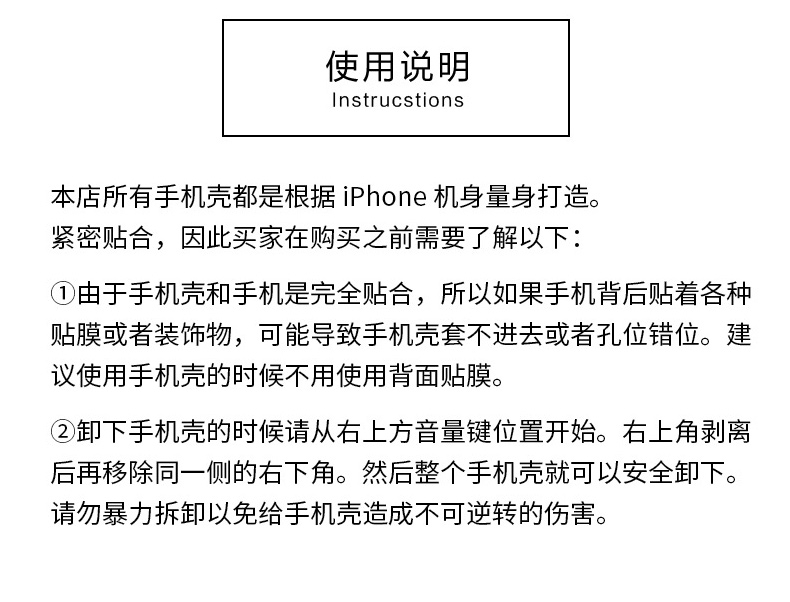 使用说明
Instrucstions
本店所有手机壳都是根据 iPhone 机身量身打造。
紧密贴合，因此买家在购买之前需要了解以下：
①由于手机壳和手机是完全贴合，所以如果手机背后贴着各种
贴膜或者装饰物，可能导致手机壳套不进去或者孔位错位。建
议使用手机壳的时候不用使用背面贴膜。
②卸下手机壳的时候请从右上方音量键位置开始。右上角剥离
后再移除同一侧的右下角。然后整个手机壳就可以安全卸下。
请勿暴力拆卸以免给手机壳造成不可逆转的伤害。